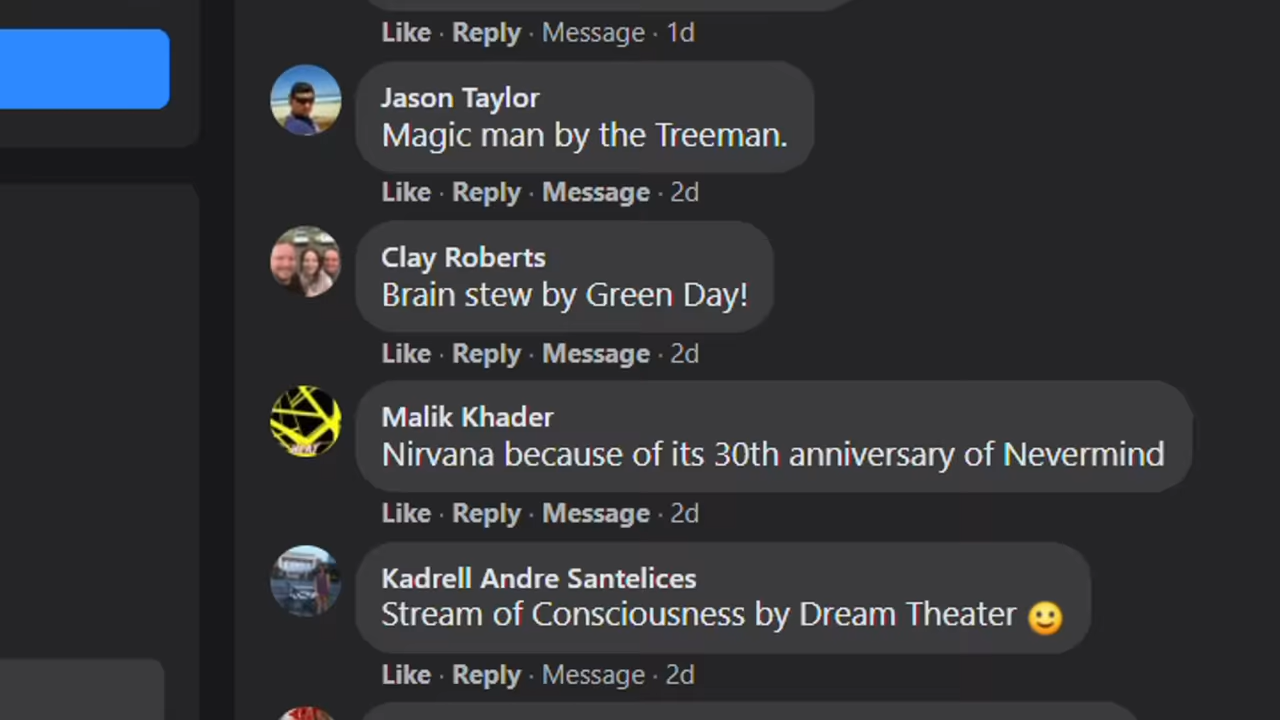 Like · Reply · Message · 1d
Jason Taylor
Magic man by the Treeman.
Like · Reply · Message · 2d
Clay Roberts
Brain stew by Green Day!
Like · Reply · Message · 2d
Malik Khader
Nirvana because of its 30th anniversary of Nevermind
Like · Reply · Message · 2d
Kadrell Andre Santelices
Stream of Consciousness by Dream Theater 🙂
Like · Reply · Message · 2d